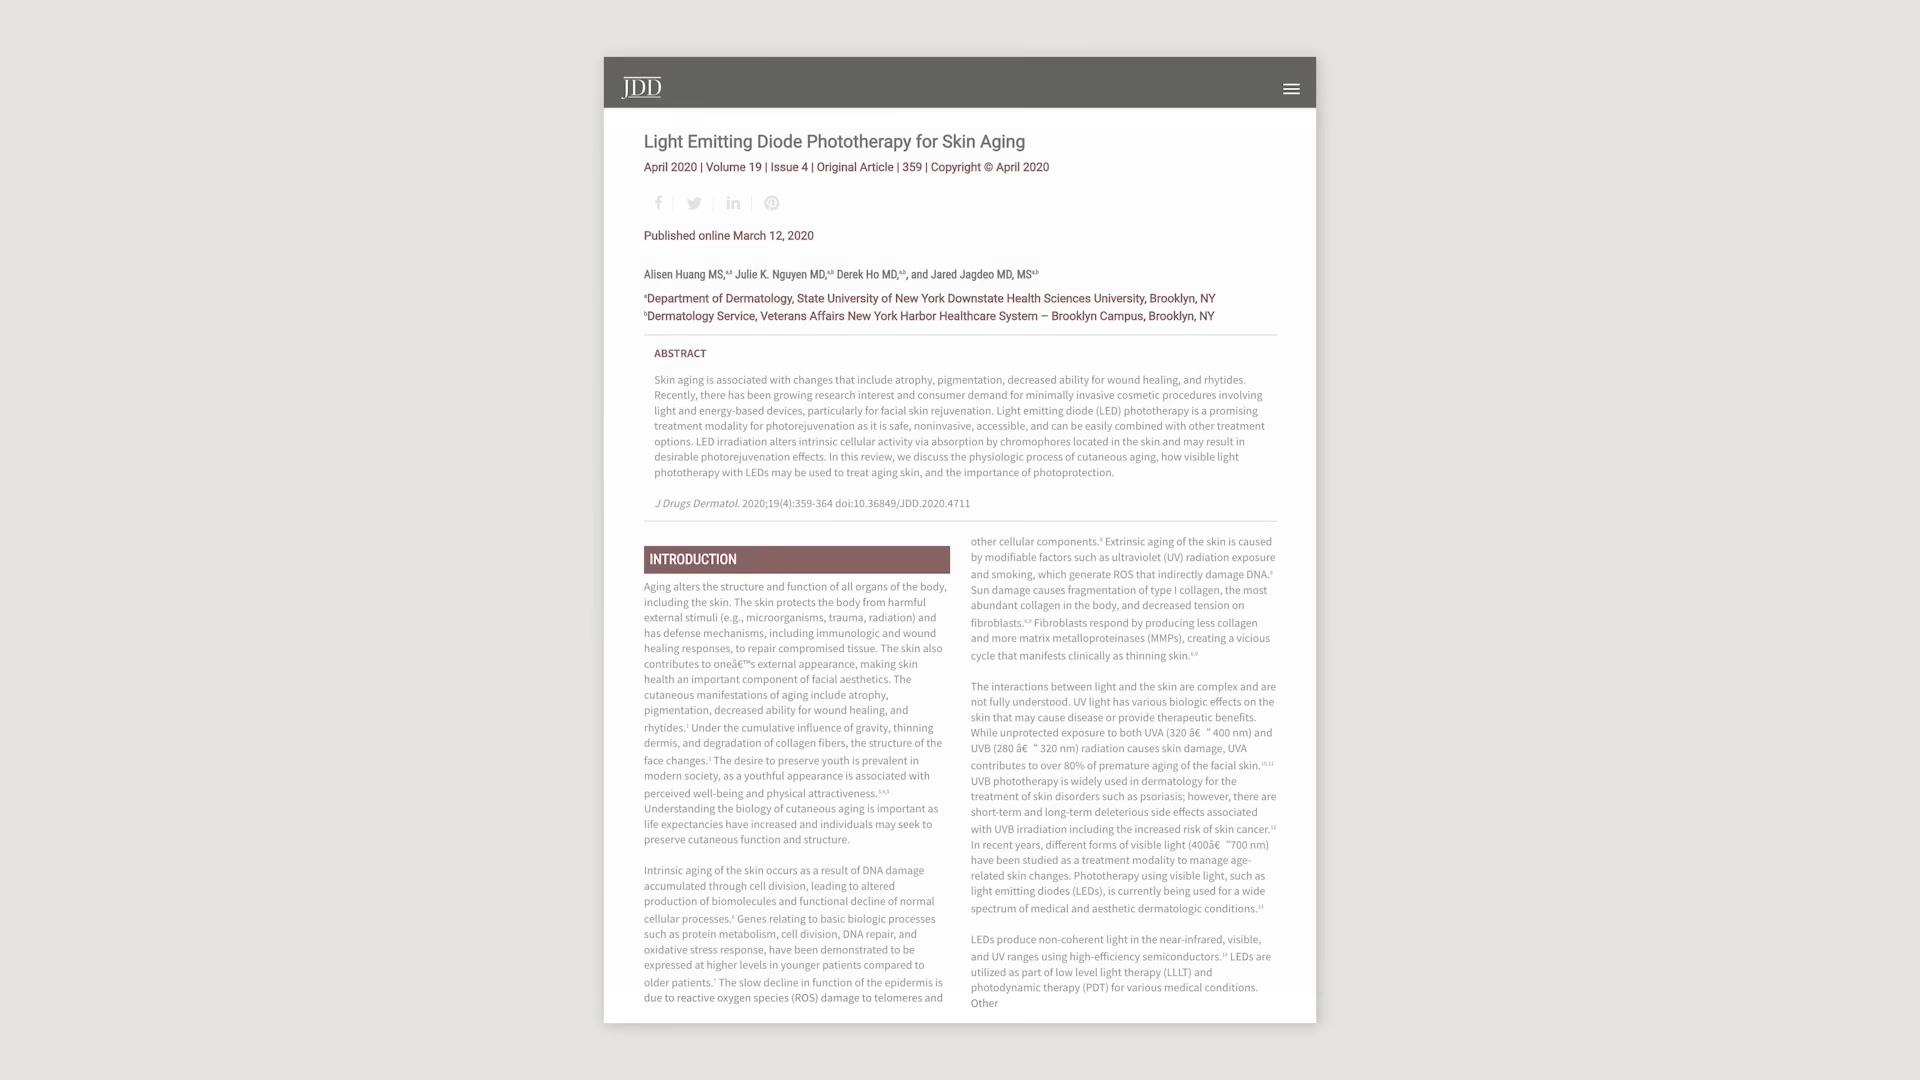 JDD
Light Emitting Diode Phototherapy for Skin Aging
April 2020 | Volume 19 | Issue 4 | Original Article | 359 | Copyright © April 2020
Published online March 12, 2020
Alisen Huang MS,a,b Julie K. Nguyen MD,a,b Derek Ho MD,a,b, and Jared Jagdeo MD, MSa,b
aDepartment of Dermatology, State University of New York Downstate Health Sciences University, Brooklyn, NY
bDermatology Service, Veterans Affairs New York Harbor Healthcare System – Brooklyn Campus, Brooklyn, NY
ABSTRACT
Skin aging is associated with changes that include atrophy, pigmentation, decreased ability for wound healing, and rhytides.
Recently, there has been growing research interest and consumer demand for minimally invasive cosmetic procedures involving
light and energy-based devices, particularly for facial skin rejuvenation. Light emitting diode (LED) phototherapy is a promising
treatment modality for photorejuvenation as it is safe, noninvasive, accessible, and can be easily combined with other treatment
options. LED irradiation alters intrinsic cellular activity via absorption by chromophores located in the skin and may result in
desirable photorejuvenation effects. In this review, we discuss the physiologic process of cutaneous aging, how visible light
phototherapy with LEDs may be used to treat aging skin, and the importance of photoprotection.
J Drugs Dermatol. 2020;19(4):359-364 doi:10.36849/JDD.2020.4711
INTRODUCTION
Aging alters the structure and function of all organs of the body,
including the skin. The skin protects the body from harmful
external stimuli (e.g., microorganisms, trauma, radiation) and
has defense mechanisms, including immunologic and wound
healing responses, to repair compromised tissue. The skin also
contributes to oneâ€™s external appearance, making skin
health an important component of facial aesthetics. The
cutaneous manifestations of aging include atrophy,
pigmentation, decreased ability for wound healing, and
rhytides.1 Under the cumulative influence of gravity, thinning
dermis, and degradation of collagen fibers, the structure of the
face changes.2 The desire to preserve youth is prevalent in
modern society, as a youthful appearance is associated with
perceived well-being and physical attractiveness.3,4,5
Understanding the biology of cutaneous aging is important as
life expectancies have increased and individuals may seek to
preserve cutaneous function and structure.
Intrinsic aging of the skin occurs as a result of DNA damage
accumulated through cell division, leading to altered
production of biomolecules and functional decline of normal
cellular processes.6 Genes relating to basic biologic processes
such as protein metabolism, cell division, DNA repair, and
oxidative stress response, have been demonstrated to be
expressed at higher levels in younger patients compared to
older patients.7 The slow decline in function of the epidermis is
due to reactive oxygen species (ROS) damage to telomeres and
other cellular components.8 Extrinsic aging of the skin is caused
by modifiable factors such as ultraviolet (UV) radiation exposure
and smoking, which generate ROS that indirectly damage DNA.8
Sun damage causes fragmentation of type I collagen, the most
abundant collagen in the body, and decreased tension on
fibroblasts.6,9 Fibroblasts respond by producing less collagen
and more matrix metalloproteinases (MMPs), creating a vicious
cycle that manifests clinically as thinning skin.6,9
The interactions between light and the skin are complex and are
not fully understood. UV light has various biologic effects on the
skin that may cause disease or provide therapeutic benefits.
While unprotected exposure to both UVA (320 â€ “ 400 nm) and
UVB (280 â€ “ 320 nm) radiation causes skin damage, UVA
contributes to over 80% of premature aging of the facial skin.10,11
UVB phototherapy is widely used in dermatology for the
treatment of skin disorders such as psoriasis; however, there are
short-term and long-term deleterious side effects associated
with UVB irradiation including the increased risk of skin cancer.12
In recent years, different forms of visible light (400â€ “700 nm)
have been studied as a treatment modality to manage age-
related skin changes. Phototherapy using visible light, such as
light emitting diodes (LEDs), is currently being used for a wide
spectrum of medical and aesthetic dermatologic conditions.13
LEDs produce non-coherent light in the near-infrared, visible,
and UV ranges using high-efficiency semiconductors.14 LEDs are
utilized as part of low level light therapy (LLLT) and
photodynamic therapy (PDT) for various medical conditions.
Other